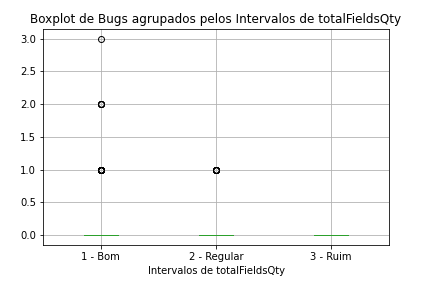 Boxplot de Bugs agrupados pelos Intervalos de totalFieldsQty
3.0
2.5
2.0
1.5
1.0
0.5
0.0
1 - Bom
2 - Regular
3 - Ruim
Intervalos de totalFieldsQty